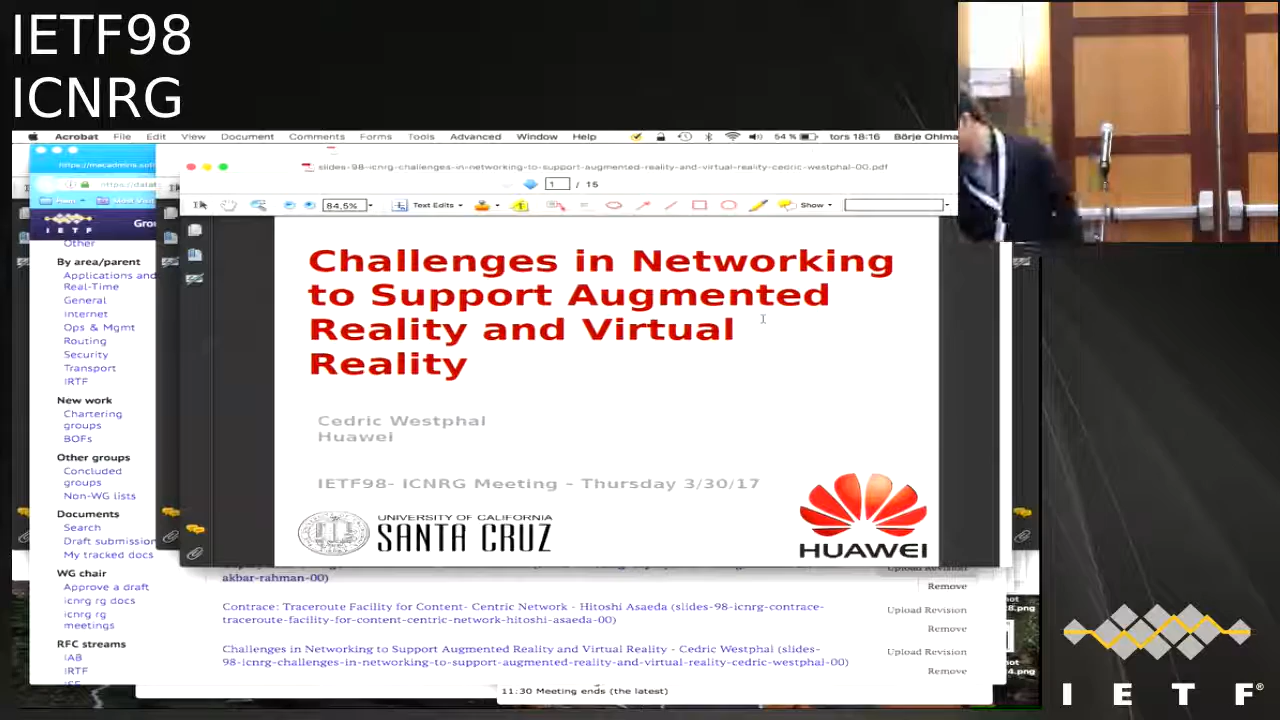 IETF98
ICNRG
Acrobat File Edit View Document Comments Forms Tools Advanced Window Help 54 % tors 18:16 Börje Ohlma
slides-98-icnrg-challenges-in-networking-to-support-augmented-reality-and-virtual-reality-cedric-westphal-00.pdf
1 / 15
84,5% Text Edits Show
IETF
Other
By area/parent
Applications and
Real-Time
General
Internet
Ops & Mgmt
Routing
Security
Transport
IRTF
New work
Chartering
groups
BOFs
Other groups
Concluded
groups
Non-WG lists
Documents
Search
Draft submission
My tracked docs
WG chair
Approve a draft
icnrg rg docs
icnrg rg
meetings
RFC streams
IAB
IRTF
Challenges in Networking
to Support Augmented
Reality and Virtual
Reality
Cedric Westphal
Huawei
IETF98- ICNRG Meeting - Thursday 3/30/17
UNIVERSITY OF CALIFORNIA
SANTA CRUZ
HUAWEI
akbar-rahman-00)
Upload Revision
Remove
Contrace: Traceroute Facility for Content- Centric Network - Hitoshi Asaeda (slides-98-icnrg-contrace-
traceroute-facility-for-content-centric-network-hitoshi-asaeda-00)
Upload Revision
Remove
Challenges in Networking to Support Augmented Reality and Virtual Reality - Cedric Westphal (slides-
98-icnrg-challenges-in-networking-to-support-augmented-reality-and-virtual-reality-cedric-westphal-00)
Upload Revision
Remove
11:30 Meeting ends (the latest)
I E T F®